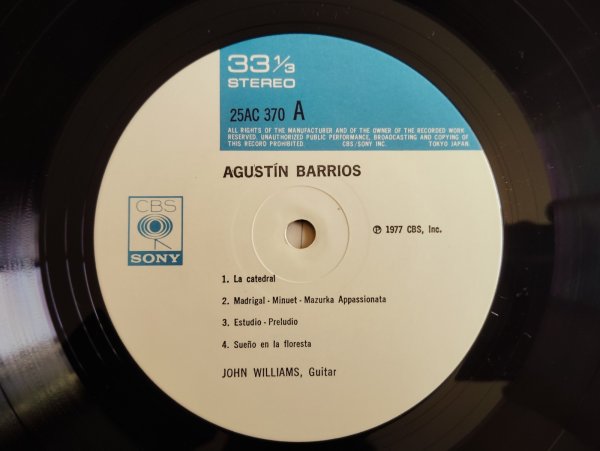 33 1/3
STEREO
25AC 370 A
ALL RIGHTS OF THE MANUFACTURER AND OF THE OWNER OF THE RECORDED WORK
RESERVED. UNAUTHORIZED PUBLIC PERFORMANCE, BROADCASTING AND COPYING OF
THIS RECORD PROHIBITED. CBS/SONY INC. TOKYO JAPAN
AGUSTÍN BARRIOS
CBS
SONY
℗ 1977 CBS, Inc.
1. La catedral
2. Madrigal · Minuet · Mazurka Appassionata
3. Estudio · Preludio
4. Sueño en la floresta
JOHN WILLIAMS, Guitar